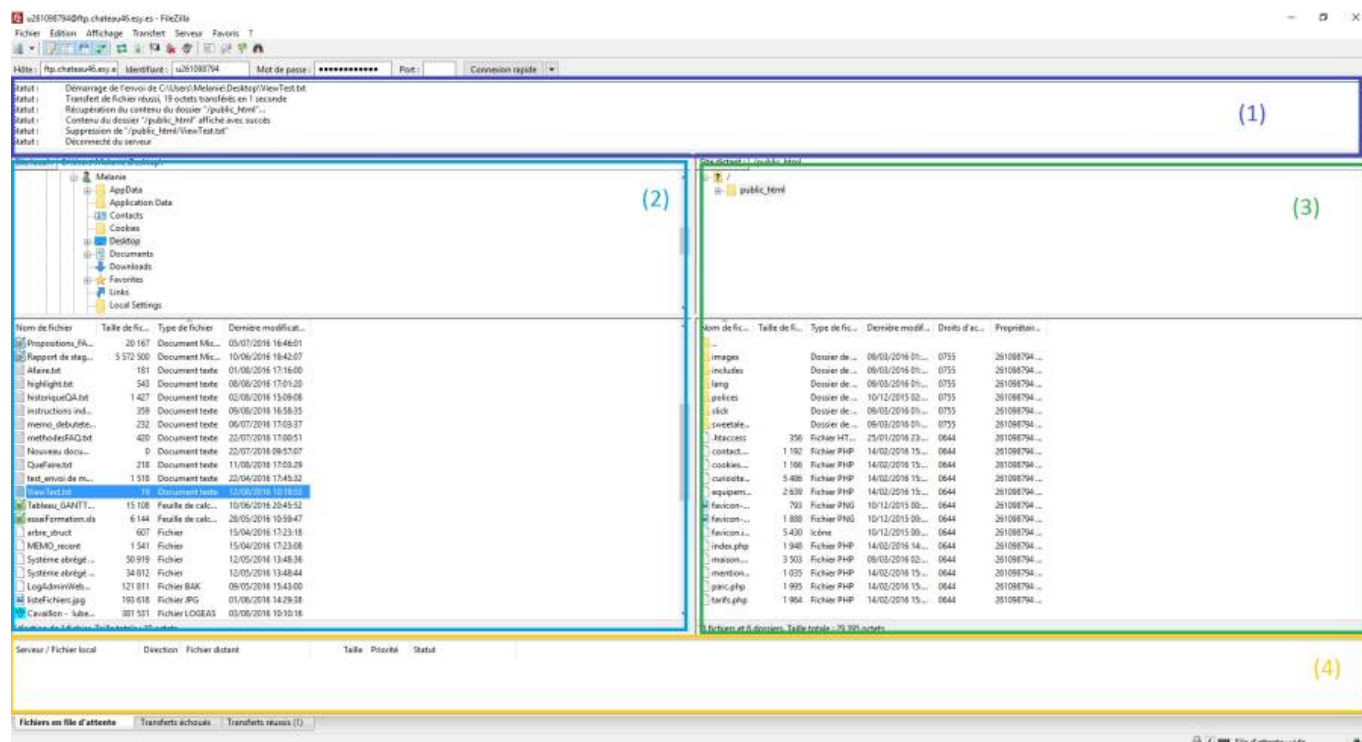 u261098794@ftp.chateau46.esy.es - FileZilla
Fichier Édition Affichage Transfert Serveur Favoris ?
Hôte : ftp.chateau46.esy.e Identifiant : u261098794 Mot de passe : •••••••••••• Port : Connexion rapide
Statut : Démarrage de l'envoi de C:\Users\Melanie\Desktop\ViewTest.txt
Statut : Transfert de fichier réussi, 19 octets transférés en 1 seconde
Statut : Récupération du contenu du dossier "/public_html"...
Statut : Contenu du dossier "/public_html" affiché avec succès
Statut : Suppression de "/public_html/ViewTest.txt"
Statut : Déconnecté du serveur
(1)
Site distant : /public_html
Melanie
AppData
Application Data
Contacts
Cookies
Desktop
Documents
Downloads
Favorites
Links
Local Settings
(2)
/
public_html
(3)
Nom de fichier Taille de fic... Type de fichier Dernière modificat...
Propositions_FA... 20 167 Document Mic... 05/07/2016 16:46:01
Rapport de stag... 5 572 500 Document Mic... 10/06/2016 16:42:07
Afaire.txt 181 Document texte 01/08/2016 17:16:00
highlight.txt 543 Document texte 08/08/2016 17:01:20
historiqueQA.txt 1 427 Document texte 02/08/2016 15:09:08
instructions ind... 359 Document texte 09/08/2016 16:58:35
memo_debutete... 232 Document texte 06/07/2016 17:03:37
methodesFAQ.txt 420 Document texte 22/07/2016 17:00:51
Nouveau docu... 0 Document texte 22/07/2016 09:57:07
QueFaire.txt 218 Document texte 11/08/2016 17:03:29
test_envoi de m... 1 518 Document texte 22/04/2016 17:45:32
ViewTest.txt 19 Document texte 12/08/2016 10:18:53
Tableau_GANTT... 15 108 Feuille de calc... 10/06/2016 20:45:52
essaiFormation.xls 6 144 Feuille de calc... 26/05/2016 10:59:47
arbre_struct 607 Fichier 15/04/2016 17:23:18
MEMO_recent 1 541 Fichier 15/04/2016 17:23:08
Système abrégé ... 50 919 Fichier 12/05/2016 13:48:36
Système abrégé ... 34 812 Fichier 12/05/2016 13:48:44
LogAdminWeb... 121 811 Fichier BAK 09/05/2016 15:43:00
listeFichiers.jpg 193 618 Fichier JPG 01/06/2016 14:29:38
Cavaillon - lube... 381 531 Fichier LOGEAS 03/08/2016 10:10:16
Nom de fic... Taille de fi... Type de fic... Dernière modif... Droits d'ac... Propriétair...
..
images Dossier de ... 09/03/2016 01:... 0755 261098794 ...
includes Dossier de ... 09/03/2016 01:... 0755 261098794 ...
lang Dossier de ... 09/03/2016 01:... 0755 261098794 ...
polices Dossier de ... 10/12/2015 02:... 0755 261098794 ...
slick Dossier de ... 09/03/2016 01:... 0755 261098794 ...
sweetale... Dossier de ... 09/03/2016 01:... 0755 261098794 ...
.htaccess 356 Fichier HT... 25/01/2016 23:... 0644 261098794 ...
contact.... 1 192 Fichier PHP 14/02/2016 15:... 0644 261098794 ...
cookies.... 1 166 Fichier PHP 14/02/2016 15:... 0644 261098794 ...
curiosite... 5 486 Fichier PHP 14/02/2016 15:... 0644 261098794 ...
equipem... 2 639 Fichier PHP 14/02/2016 15:... 0644 261098794 ...
favicon-... 793 Fichier PNG 10/12/2015 00:... 0644 261098794 ...
favicon-... 1 888 Fichier PNG 10/12/2015 00:... 0644 261098794 ...
favicon.i... 5 430 Icône 10/12/2015 00:... 0644 261098794 ...
index.php 1 948 Fichier PHP 14/02/2016 14:... 0644 261098794 ...
maison.... 3 503 Fichier PHP 09/03/2016 02:... 0644 261098794 ...
mention... 1 035 Fichier PHP 14/02/2016 15:... 0644 261098794 ...
parc.php 1 995 Fichier PHP 14/02/2016 15:... 0644 261098794 ...
tarifs.php 1 964 Fichier PHP 14/02/2016 15:... 0644 261098794 ...
fichiers et 6 dossiers. Taille totale : 29 395 octets
Serveur / Fichier local Direction Fichier distant Taille Priorité Statut
(4)
Fichiers en file d'attente Transferts échoués Transferts réussis (1)
File d'attente : vide